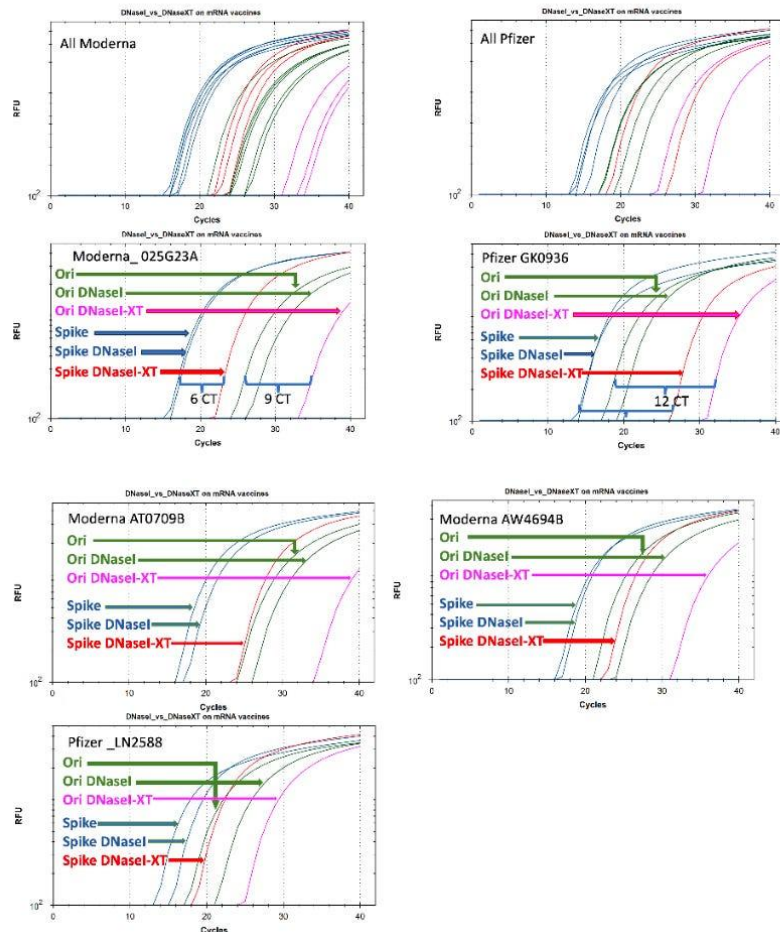 DNaseI_vs_DNaseXT on mRNA vaccines
All Moderna
RFU
10²
0
10
20
30
40
Cycles
DNaseI_vs_DNaseXT on mRNA vaccines
All Pfizer
RFU
10²
0
10
20
30
40
Cycles
DNaseI_vs_DNaseXT on mRNA vaccines
Moderna_ 025G23A
Ori
Ori DNaseI
Ori DNaseI-XT
Spike
Spike DNaseI
Spike DNaseI-XT
6 CT
9 CT
RFU
10²
0
10
20
30
40
Cycles
DNaseI_vs_DNaseXT on mRNA vaccines
Pfizer GK0936
Ori
Ori DNaseI
Ori DNaseI-XT
Spike
Spike DNaseI
Spike DNaseI-XT
12 CT
RFU
10²
0
10
20
30
40
Cycles
DNaseI_vs_DNaseXT on mRNA vaccines
Moderna AT0709B
Ori
Ori DNaseI
Ori DNaseI-XT
Spike
Spike DNaseI
Spike DNaseI-XT
RFU
10²
0
10
20
30
40
Cycles
DNaseI_vs_DNaseXT on mRNA vaccines
Moderna AW4694B
Ori
Ori DNaseI
Ori DNaseI-XT
Spike
Spike DNaseI
Spike DNaseI-XT
RFU
10²
0
10
20
30
40
Cycles
DNaseI_vs_DNaseXT on mRNA vaccines
Pfizer _LN2588
Ori
Ori DNaseI
Ori DNaseI-XT
Spike
Spike DNaseI
Spike DNaseI-XT
RFU
10²
0
10
20
30
40
Cycles